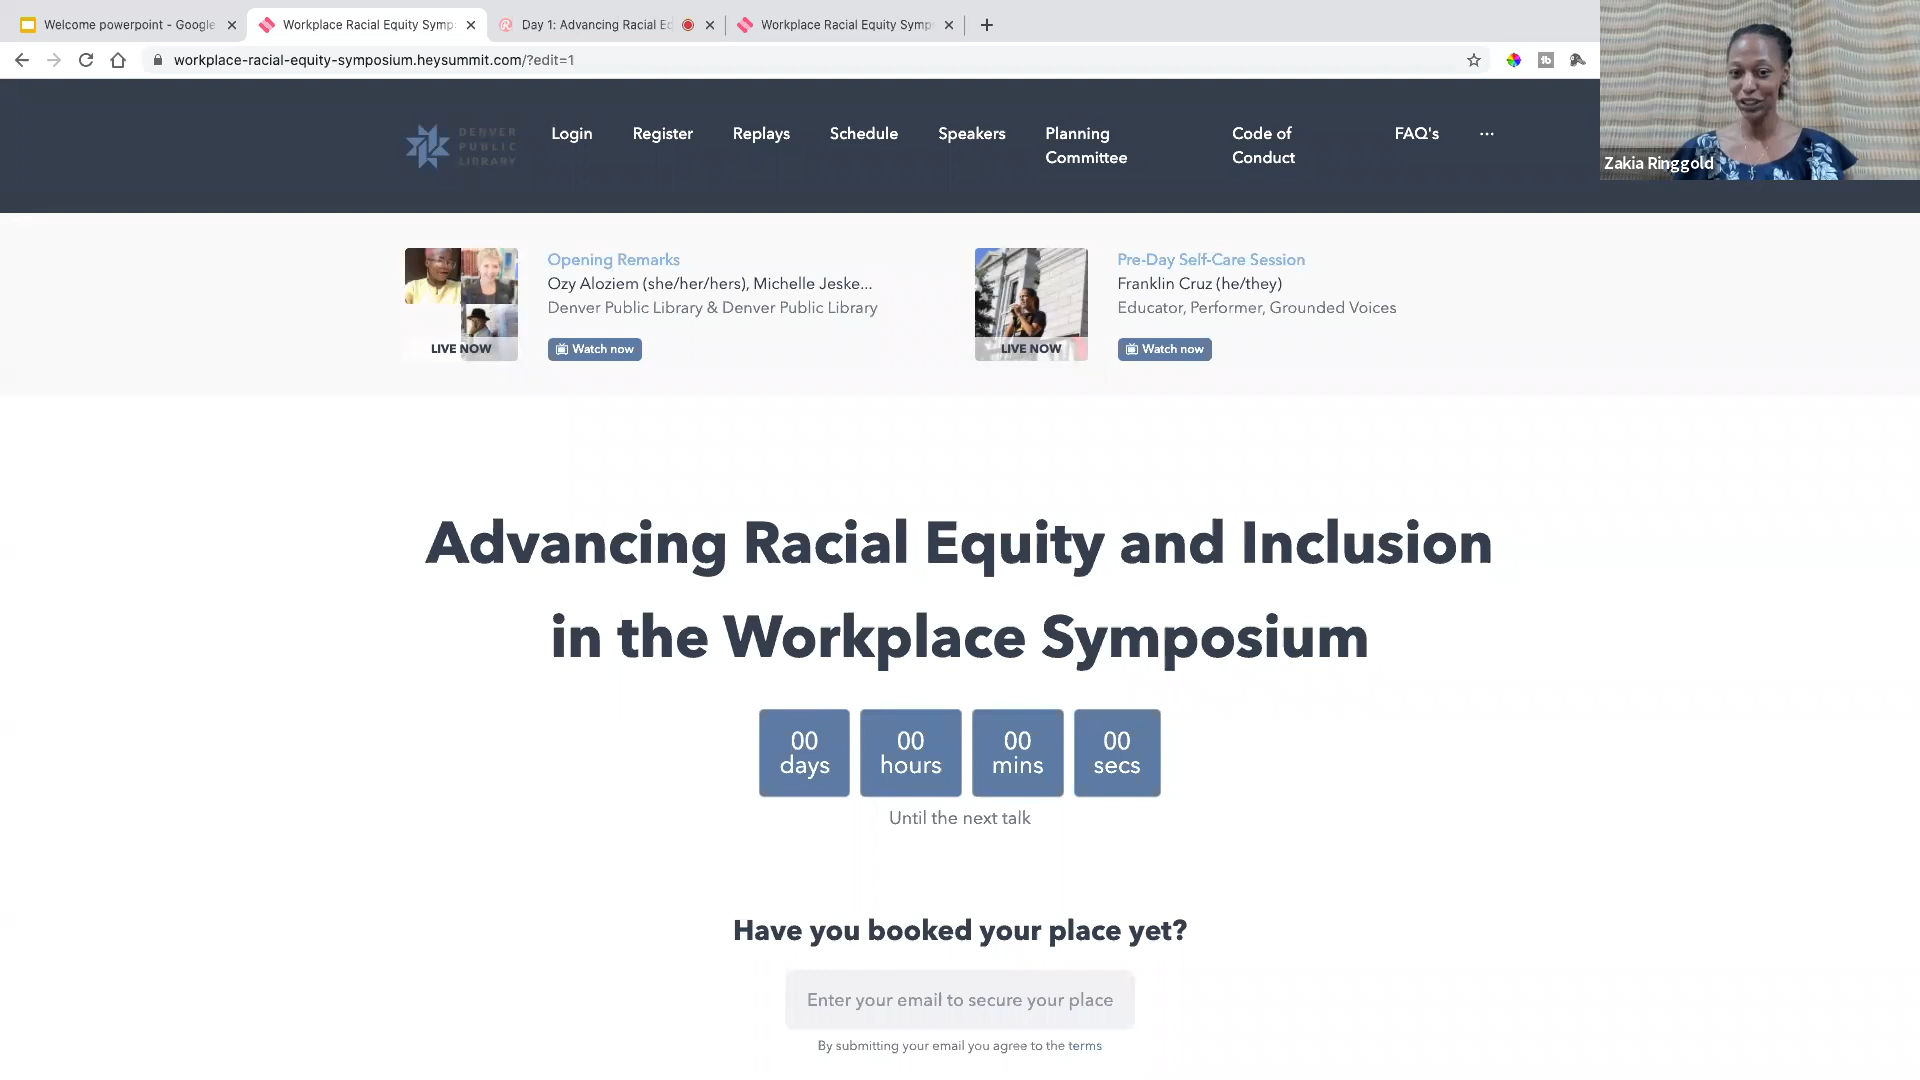 Welcome powerpoint - Google
Workplace Racial Equity Symp
Day 1: Advancing Racial Eq
Workplace Racial Equity Symp
workplace-racial-equity-symposium.heysummit.com/?edit=1
tb
Zakia Ringgold
DENVER
PUBLIC
LIBRARY
Login
Register
Replays
Schedule
Speakers
Planning
Committee
Code of
Conduct
FAQ's
...
LIVE NOW
Opening Remarks
Ozy Aloziem (she/her/hers), Michelle Jeske...
Denver Public Library & Denver Public Library
Watch now
LIVE NOW
Pre-Day Self-Care Session
Franklin Cruz (he/they)
Educator, Performer, Grounded Voices
Watch now
Advancing Racial Equity and Inclusion
in the Workplace Symposium
00 days
00 hours
00 mins
00 secs
Until the next talk
Have you booked your place yet?
Enter your email to secure your place
By submitting your email you agree to the terms